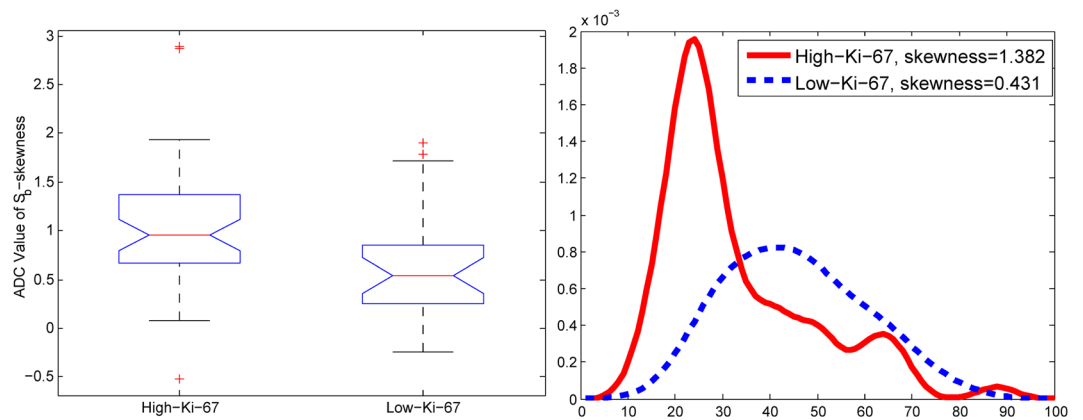 ADC Value of Sb−skewness
3
2.5
2
1.5
1
0.5
0
−0.5
High−Ki−67
Low−Ki−67
x 10−3
2
1.8
1.6
1.4
1.2
1
0.8
0.6
0.4
0.2
0
High−Ki−67, skewness=1.382
Low−Ki−67, skewness=0.431
0 10 20 30 40 50 60 70 80 90 100